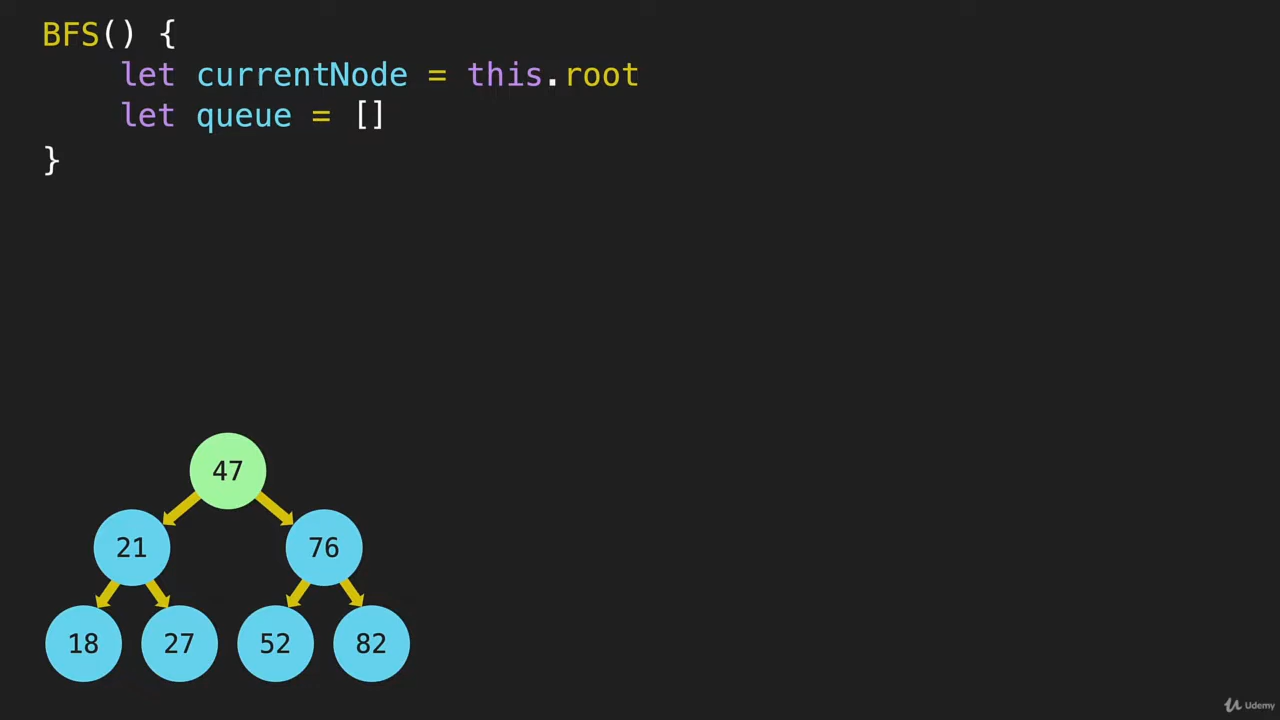 BFS() {
let currentNode = this.root
let queue = []
}
47
21 76
18 27 52 82
Udemy